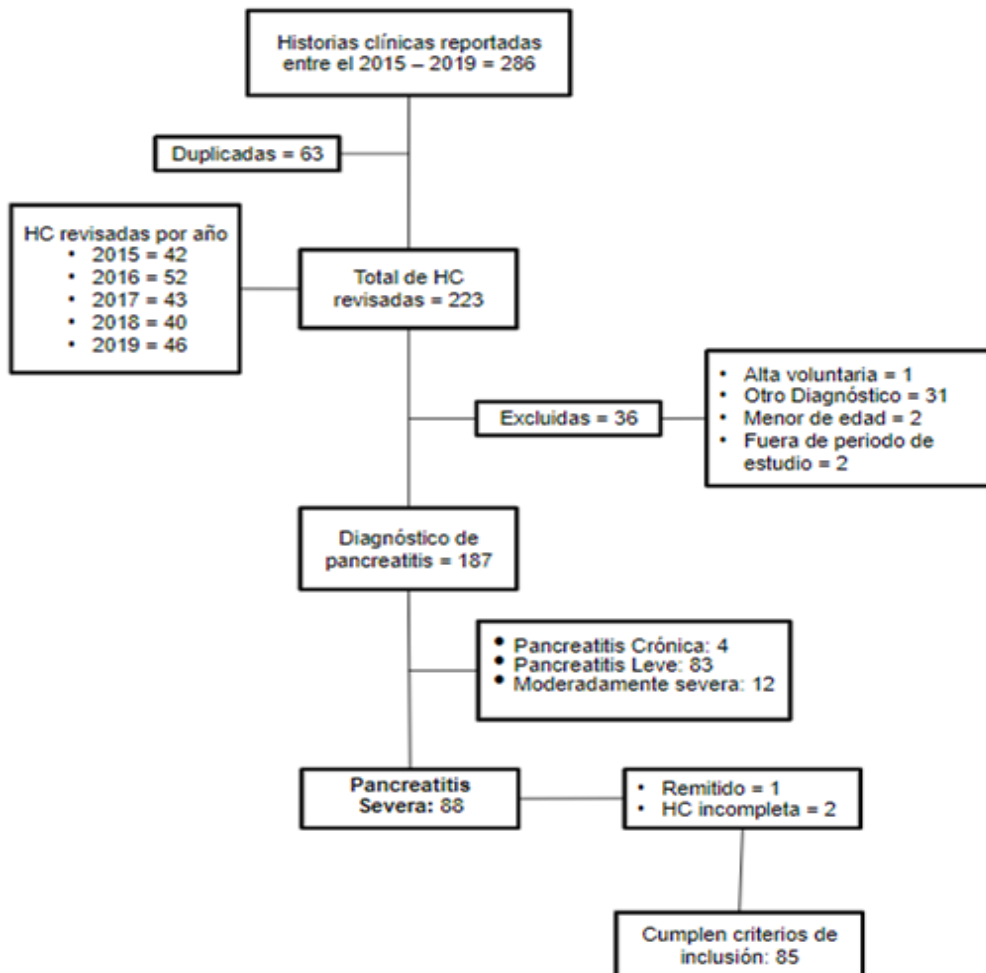 Historias clínicas reportadas
entre el 2015 – 2019 = 286
Duplicadas = 63
HC revisadas por año
• 2015 = 42
• 2016 = 52
• 2017 = 43
• 2018 = 40
• 2019 = 46
Total de HC
revisadas = 223
Excluidas = 36
• Alta voluntaria = 1
• Otro Diagnóstico = 31
• Menor de edad = 2
• Fuera de periodo de
estudio = 2
Diagnóstico de
pancreatitis = 187
• Pancreatitis Crónica: 4
• Pancreatitis Leve: 83
• Moderadamente severa: 12
Pancreatitis
Severa: 88
• Remitido = 1
• HC incompleta = 2
Cumplen criterios de
inclusión: 85